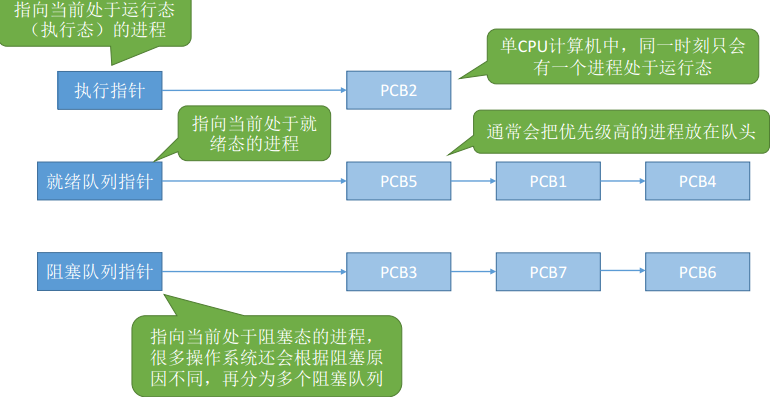 指向当前处于运行态
（执行态）的进程
单CPU计算机中，同一时刻只会
有一个进程处于运行态
执行指针
PCB2
指向当前处于就
绪态的进程
通常会把优先级高的进程放在队头
就绪队列指针
PCB5
PCB1
PCB4
阻塞队列指针
PCB3
PCB7
PCB6
指向当前处于阻塞态的进程，
很多操作系统还会根据阻塞原
因不同，再分为多个阻塞队列